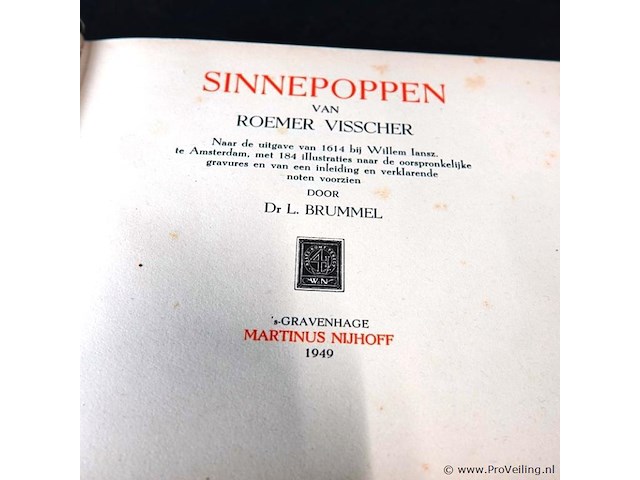 SINNEPOPPEN
VAN
ROEMER VISSCHER
Naar de uitgave van 1614 bij Willem Iansz.
te Amsterdam, met 184 illustraties naar de oorspronkelijke
gravures en van een inleiding en verklarende
noten voorzien
DOOR
Dr L. BRUMMEL
W.N
's-GRAVENHAGE
MARTINUS NIJHOFF
1949
© www.ProVeiling.nl